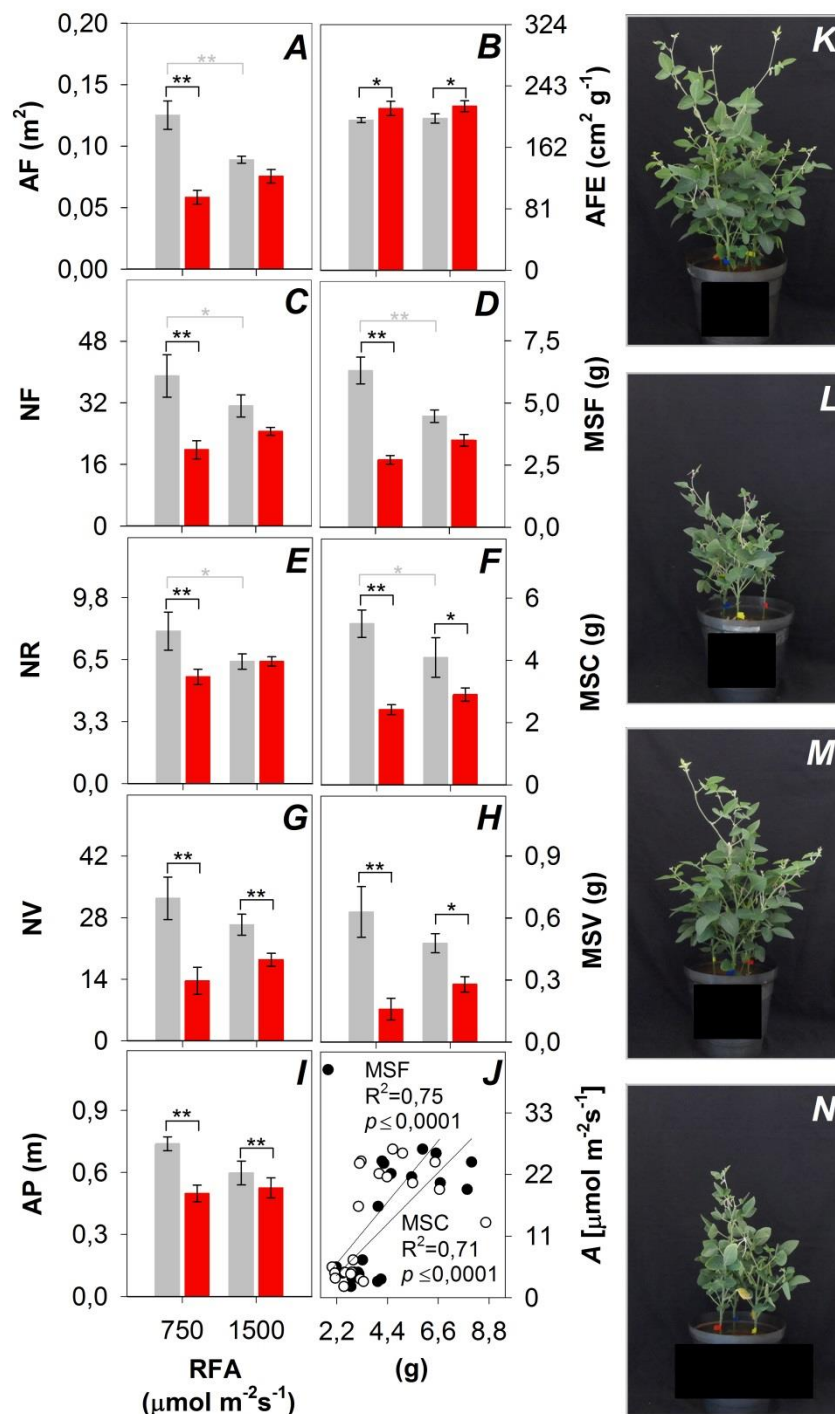 A
AF (m²)
0,20
0,15
0,10
0,05
0,00
**
**
B
AFE (cm² g⁻¹)
324
243
162
81
0
*
*
C
NF
48
32
16
0
*
**
D
MSF (g)
7,5
5,0
2,5
0,0
**
**
E
NR
9,8
6,5
3,3
0,0
*
**
F
MSC (g)
6
4
2
0
*
**
*
G
NV
42
28
14
0
**
**
H
MSV (g)
0,9
0,6
0,3
0,0
**
*
I
AP (m)
0,9
0,6
0,3
0,0
**
**
750 1500
RFA
(μmol m⁻²s⁻¹)
J
MSF
R²=0,75
p ≤ 0,0001
MSC
R²=0,71
p ≤0,0001
A [μmol m⁻²s⁻¹]
33
22
11
0
2,2 4,4 6,6 8,8
(g)
K
L
M
N